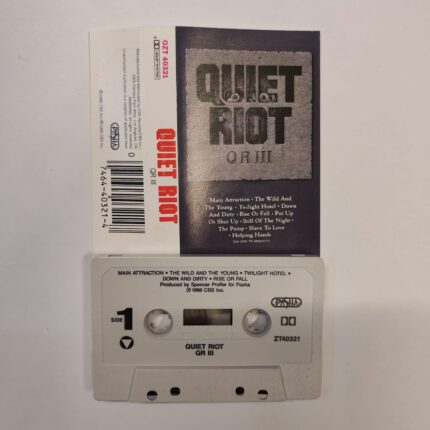 OZT 40321
QUIET RIOT
QR III
7464-40321-4
PASHA
QUIET
RIOT
QR III
Main Attraction • The Wild And
The Young • Twilight Hotel • Down
And Dirty • Rise Or Fall • Put Up
Or Shut Up • Still Of The Night •
The Pump • Slave To Love
• Helping Hands
MAIN ATTRACTION • THE WILD AND THE YOUNG • TWILIGHT HOTEL •
DOWN AND DIRTY • RISE OR FALL
Produced by Spencer Proffer for Pasha
℗ 1986 CBS Inc.
SIDE 1
PASHA
ZT40321
QUIET RIOT
QR III